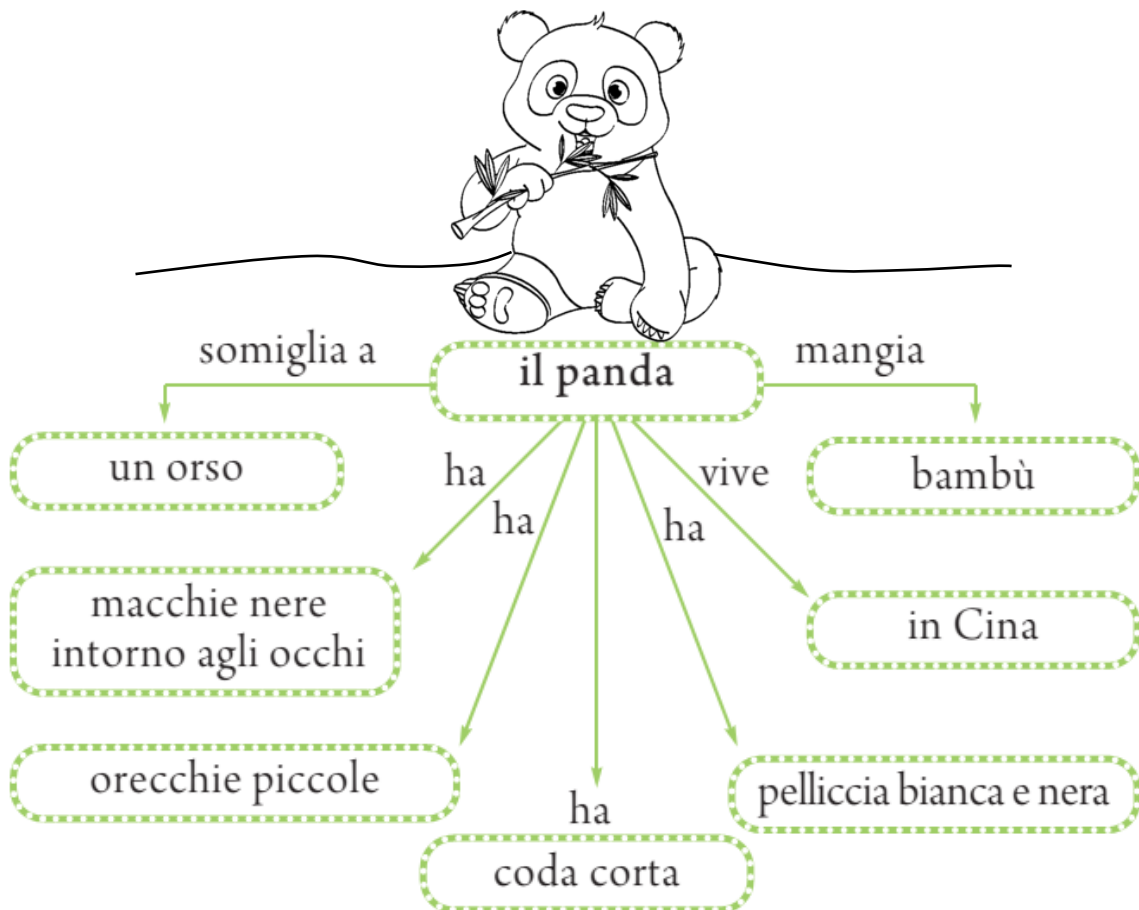 somiglia a
il panda
mangia
un orso
ha
vive
bambù
ha
ha
macchie nere
intorno agli occhi
in Cina
orecchie piccole
pelliccia bianca e nera
ha
coda corta